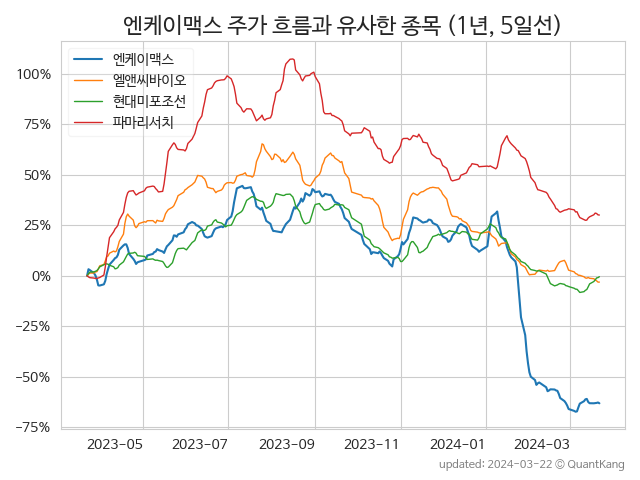 엔케이맥스 주가 흐름과 유사한 종목 (1년, 5일선)
엔케이맥스
엘앤씨바이오
현대미포조선
파마리서치
100%
75%
50%
25%
0%
−25%
−50%
−75%
2023-05
2023-07
2023-09
2023-11
2024-01
2024-03
updated: 2024-03-22 © QuantKang